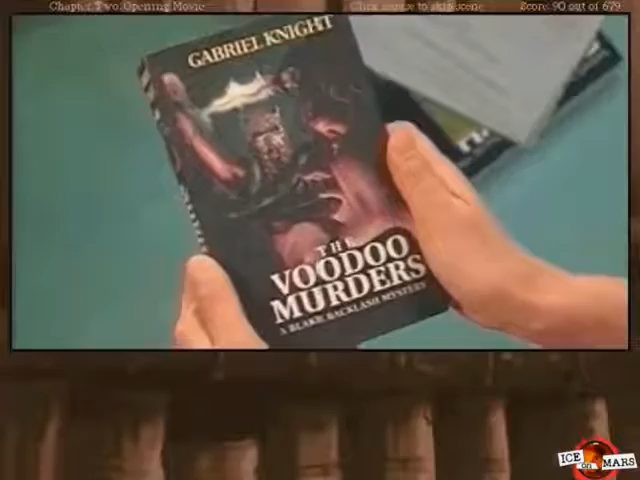 Chapter Two:Opening Movie
Click mouse to skip scene
Score: 90 out of 679
GABRIEL KNIGHT
THE
VOODOO
MURDERS
A BLAKE BACKLASH MYSTERY
ICE on MARS